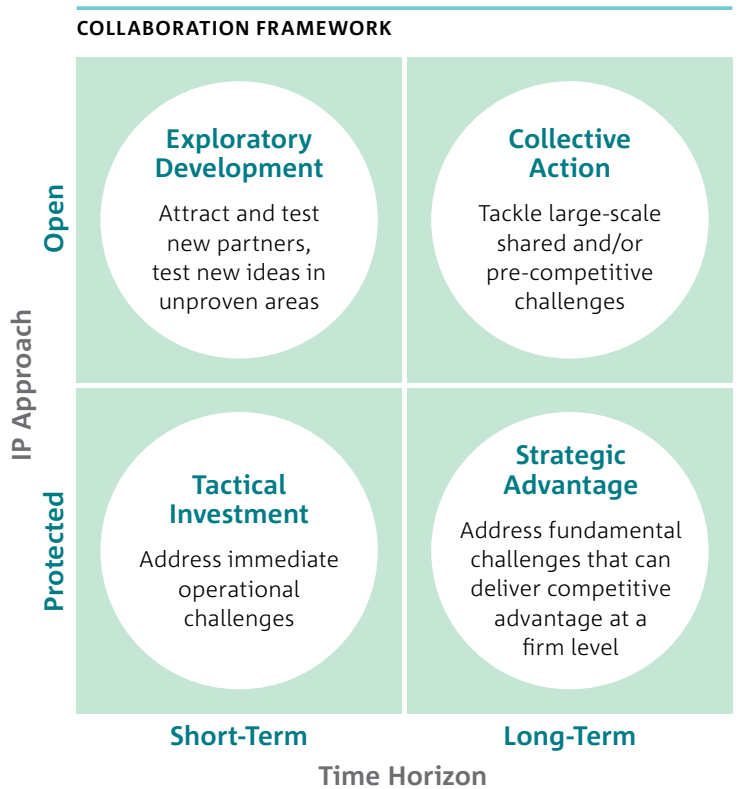 COLLABORATION FRAMEWORK
IP Approach
Open
Exploratory
Development
Attract and test
new partners,
test new ideas in
unproven areas
Collective
Action
Tackle large-scale
shared and/or
pre-competitive
challenges
Protected
Tactical
Investment
Address immediate
operational
challenges
Strategic
Advantage
Address fundamental
challenges that can
deliver competitive
advantage at a
firm level
Short-Term
Long-Term
Time Horizon